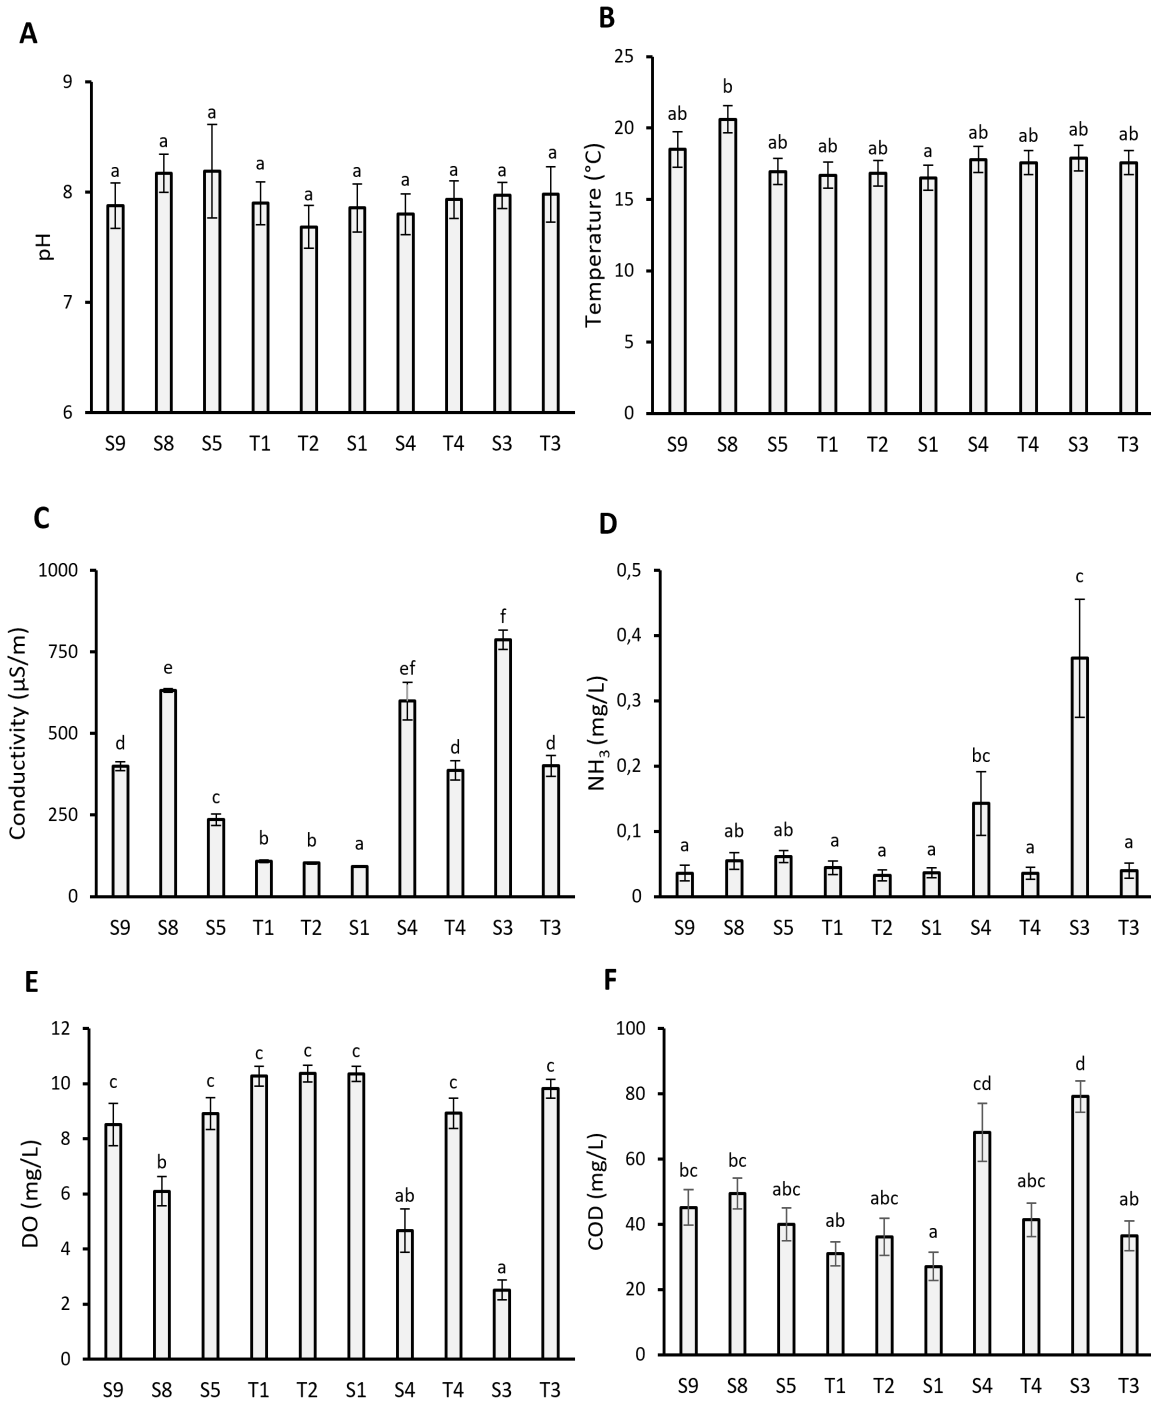 A
pH
9
8
7
6
a a a a a a a a a a
S9 S8 S5 T1 T2 S1 S4 T4 S3 T3
B
Temperature (°C)
25
20
15
10
5
0
ab b ab ab ab a ab ab ab ab
S9 S8 S5 T1 T2 S1 S4 T4 S3 T3
C
Conductivity (µS/m)
1000
750
500
250
0
d e c b b a ef d f d
S9 S8 S5 T1 T2 S1 S4 T4 S3 T3
D
NH3 (mg/L)
0,5
0,4
0,3
0,2
0,1
0
a ab ab a a a bc a c a
S9 S8 S5 T1 T2 S1 S4 T4 S3 T3
E
DO (mg/L)
12
10
8
6
4
2
0
c b c c c c ab c a c
S9 S8 S5 T1 T2 S1 S4 T4 S3 T3
F
COD (mg/L)
100
80
60
40
20
0
bc bc abc ab abc a cd abc d ab
S9 S8 S5 T1 T2 S1 S4 T4 S3 T3